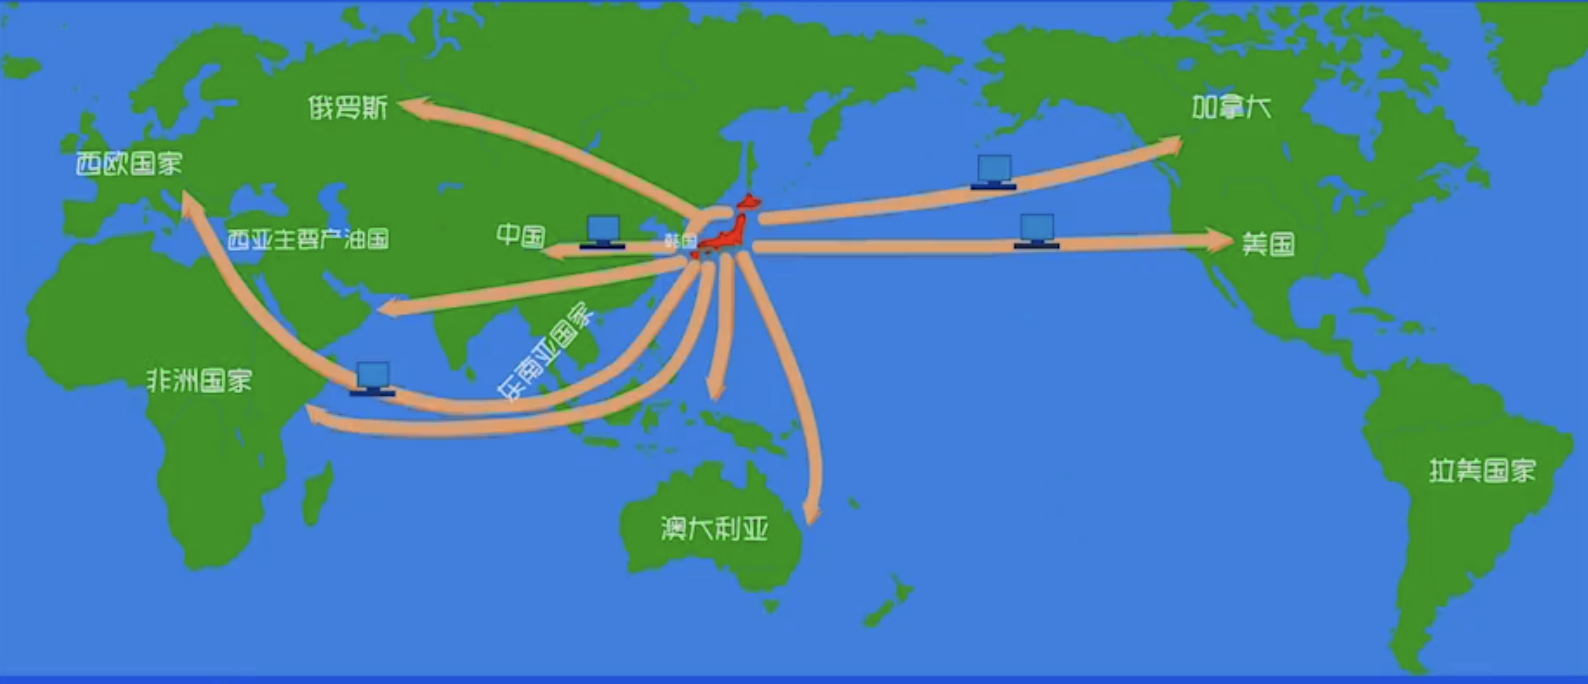 俄罗斯
加拿大
西欧国家
西亚主要产油国
中国
韩国
美国
东南亚国家
非洲国家
拉美国家
澳大利亚